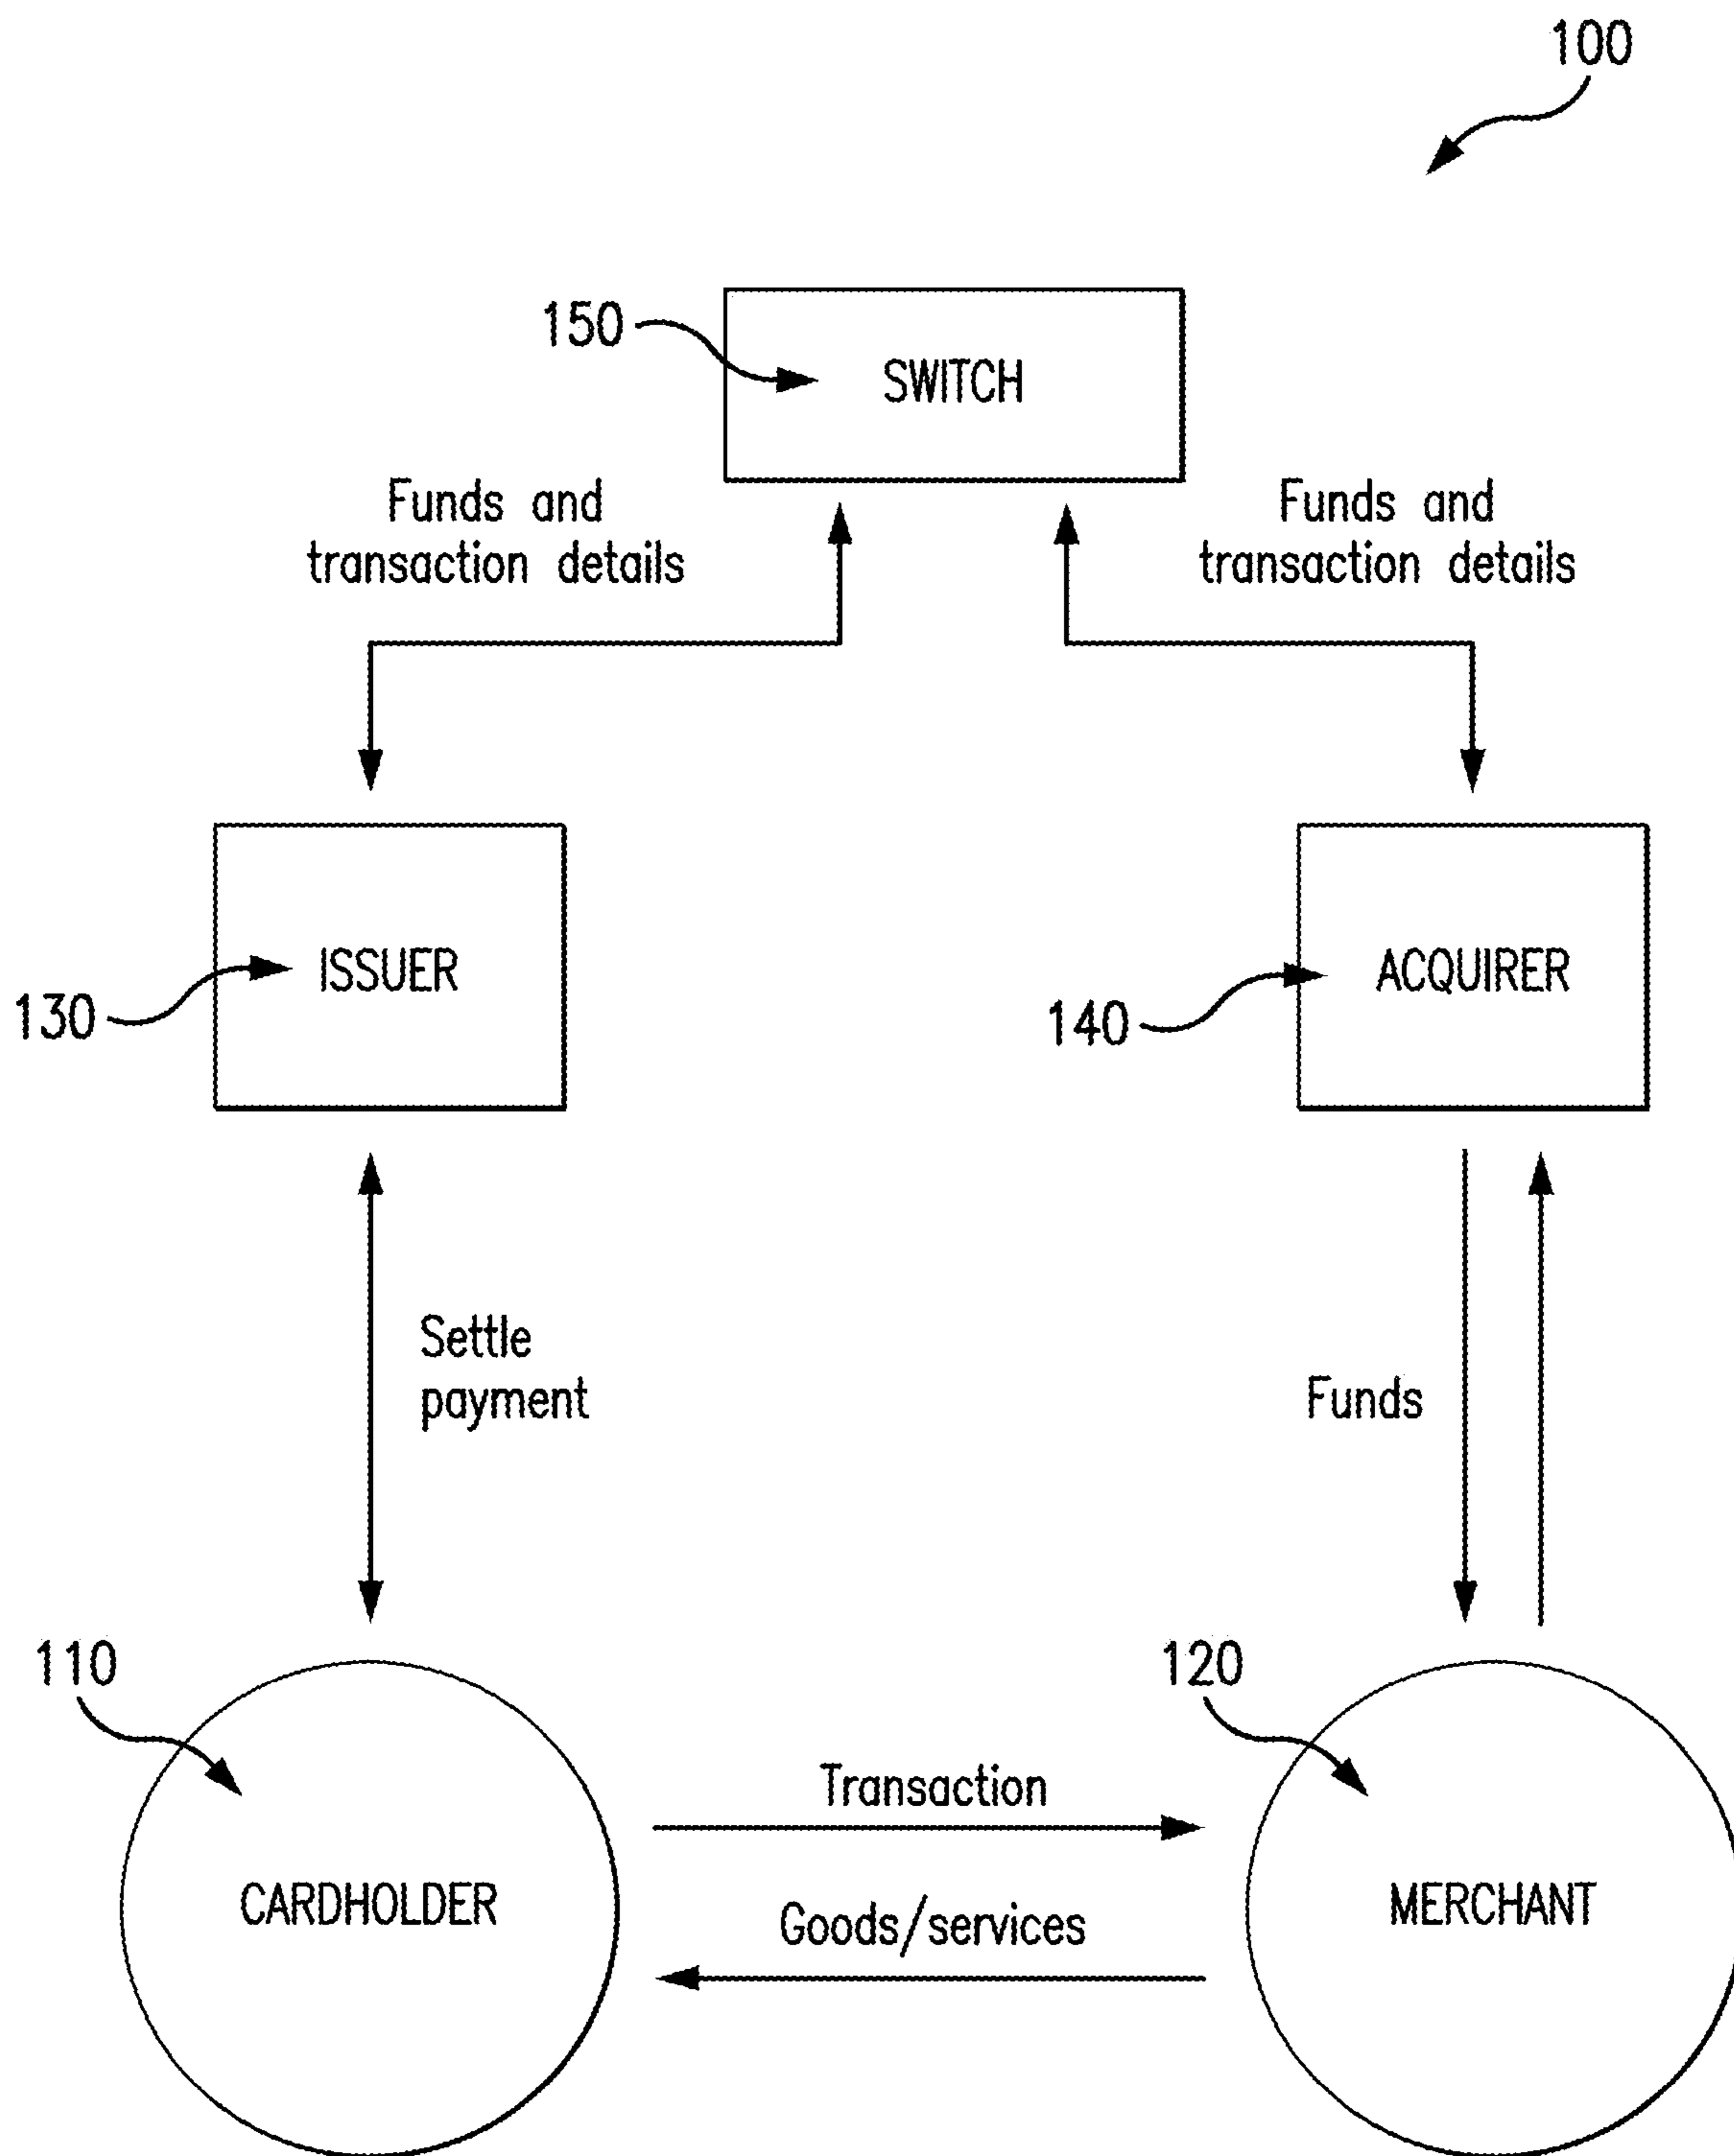 100
150
SWITCH
Funds and
transaction details
Funds and
transaction details
ISSUER
ACQUIRER
130
140
Settle
payment
Funds
110
120
Transaction
CARDHOLDER
MERCHANT
Goods/services